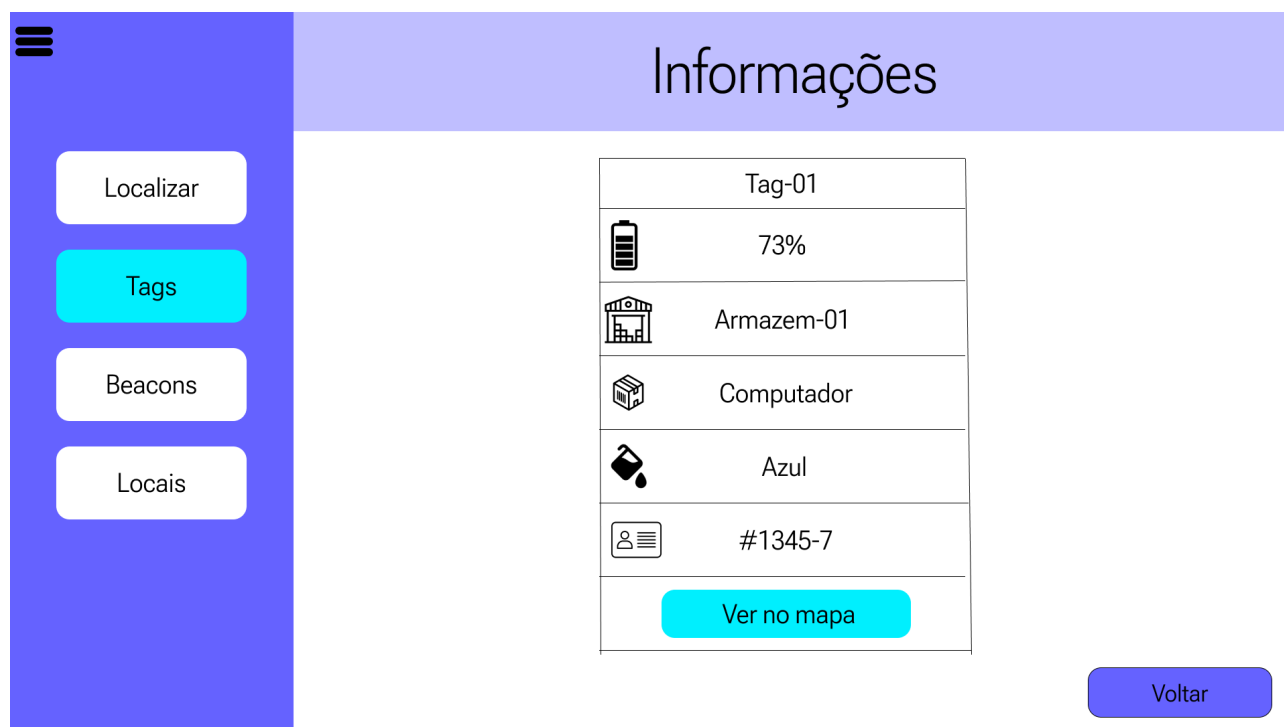 Informações
Localizar
Tags
Beacons
Locais
Tag-01
73%
Armazem-01
Computador
Azul
#1345-7
Ver no mapa
Voltar